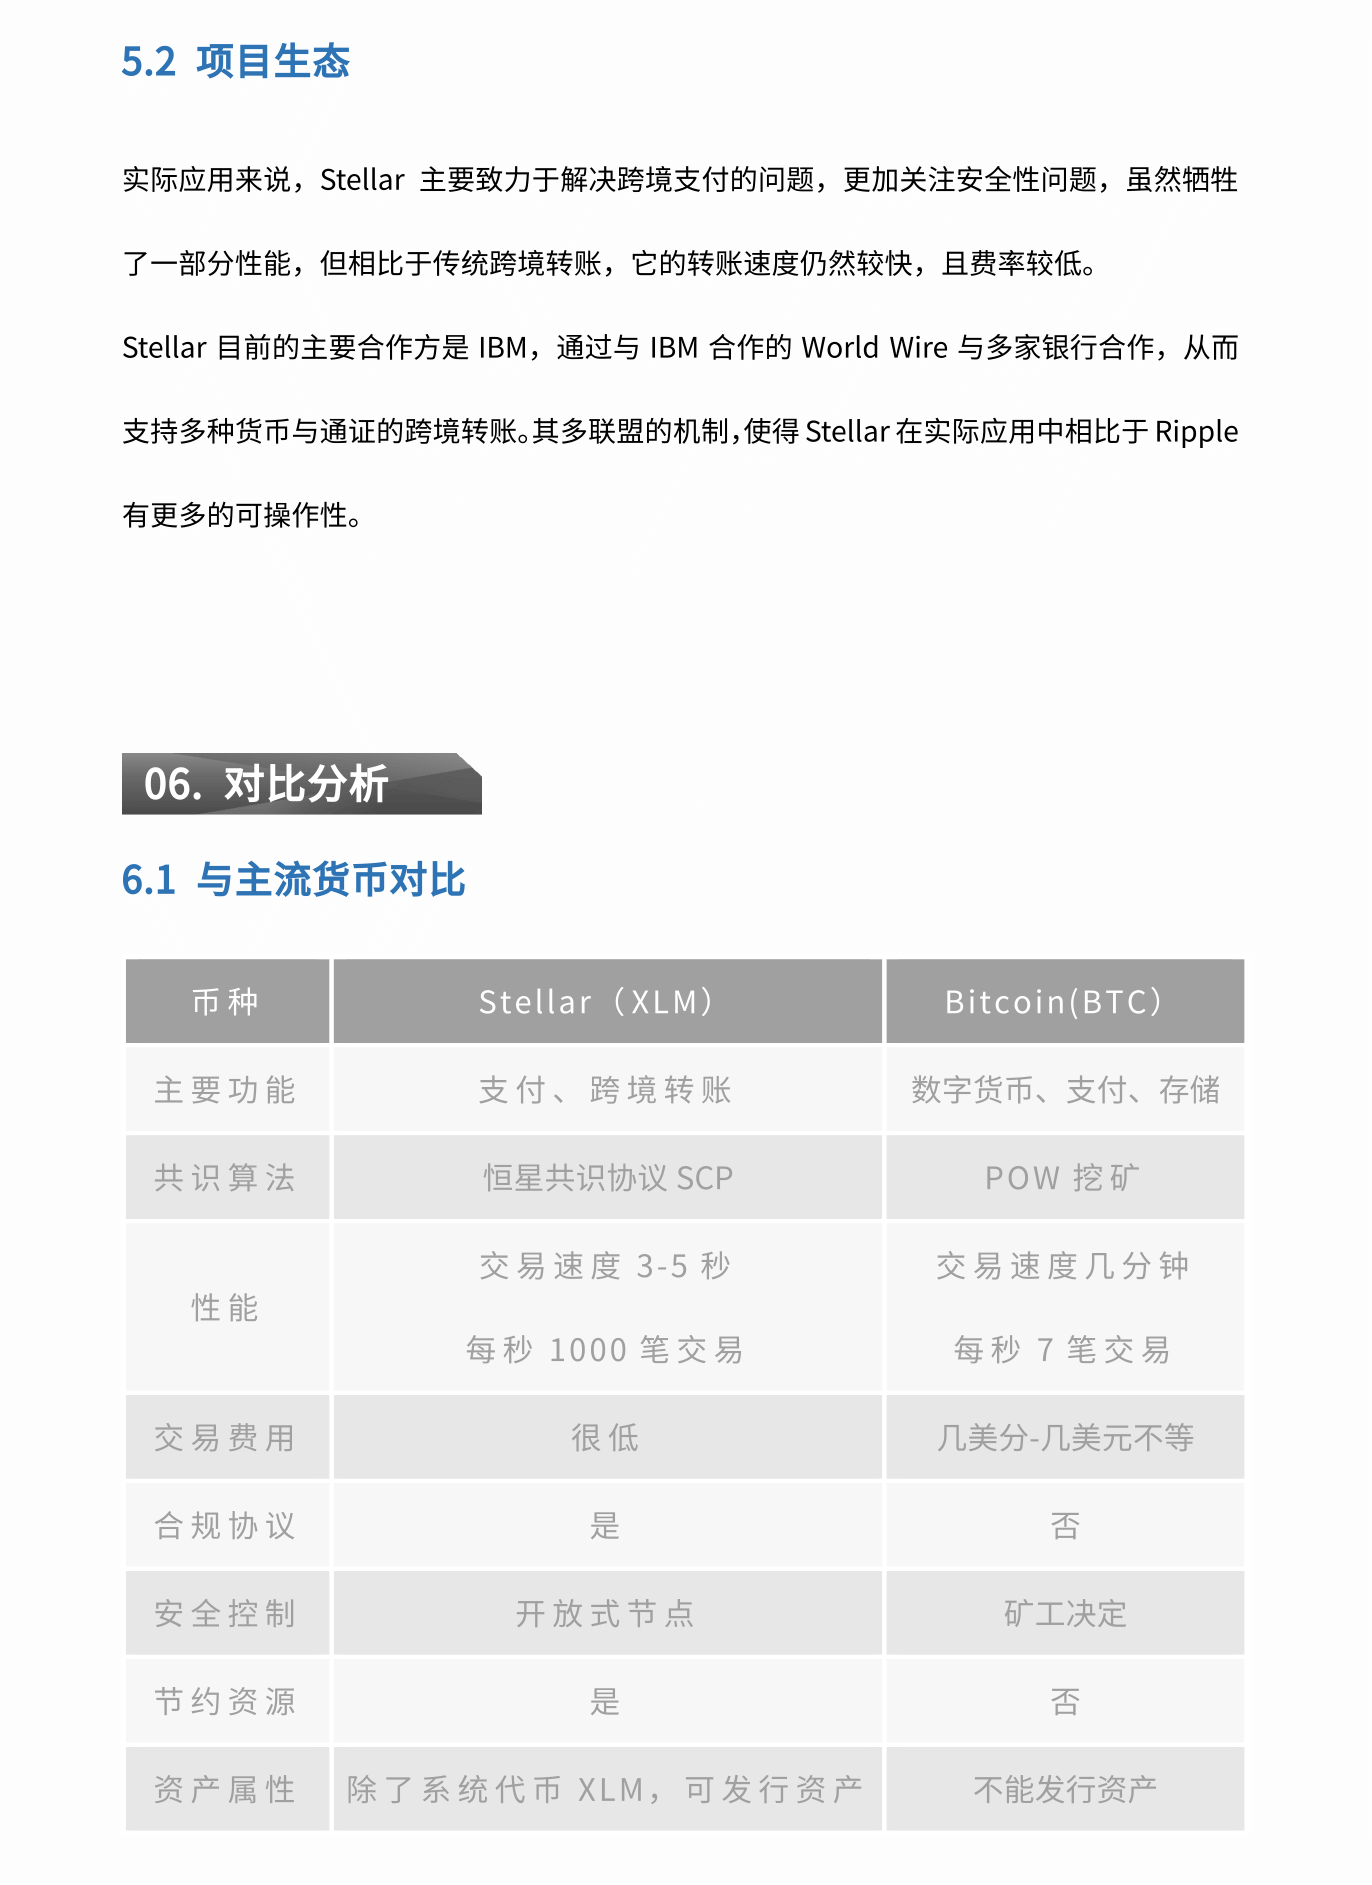 5.2 项目生态
实际应用来说，Stellar 主要致力于解决跨境支付的问题，更加关注安全性问题，虽然牺牲
了一部分性能，但相比于传统跨境转账，它的转账速度仍然较快，且费率较低。
Stellar 目前的主要合作方是 IBM，通过与 IBM 合作的 World Wire 与多家银行合作，从而
支持多种货币与通证的跨境转账。其多联盟的机制，使得 Stellar 在实际应用中相比于 Ripple
有更多的可操作性。
06. 对比分析
6.1 与主流货币对比
币种 Stellar（XLM） Bitcoin(BTC）
主要功能 支付、跨境转账 数字货币、支付、存储
共识算法 恒星共识协议 SCP POW 挖矿
性能 交易速度 3-5 秒 交易速度几分钟
每秒 1000 笔交易 每秒 7 笔交易
交易费用 很低 几美分-几美元不等
合规协议 是 否
安全控制 开放式节点 矿工决定
节约资源 是 否
资产属性 除了系统代币 XLM，可发行资产 不能发行资产